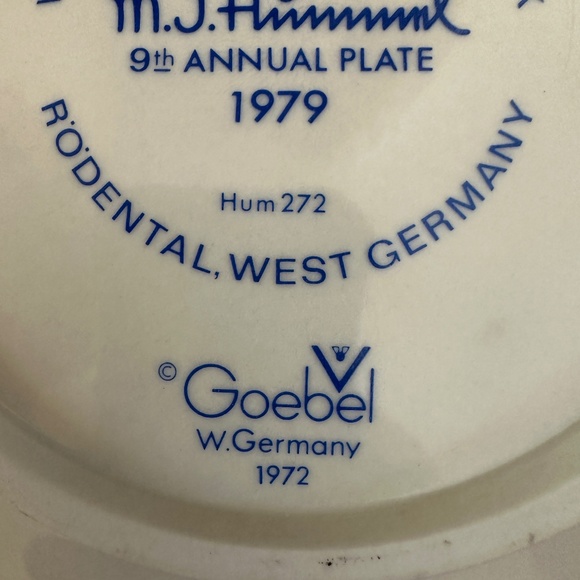 M.J. Hummel
9th ANNUAL PLATE
1979
Hum 272
RÖDENTAL, WEST GERMANY
© Goebel
W. Germany
1972